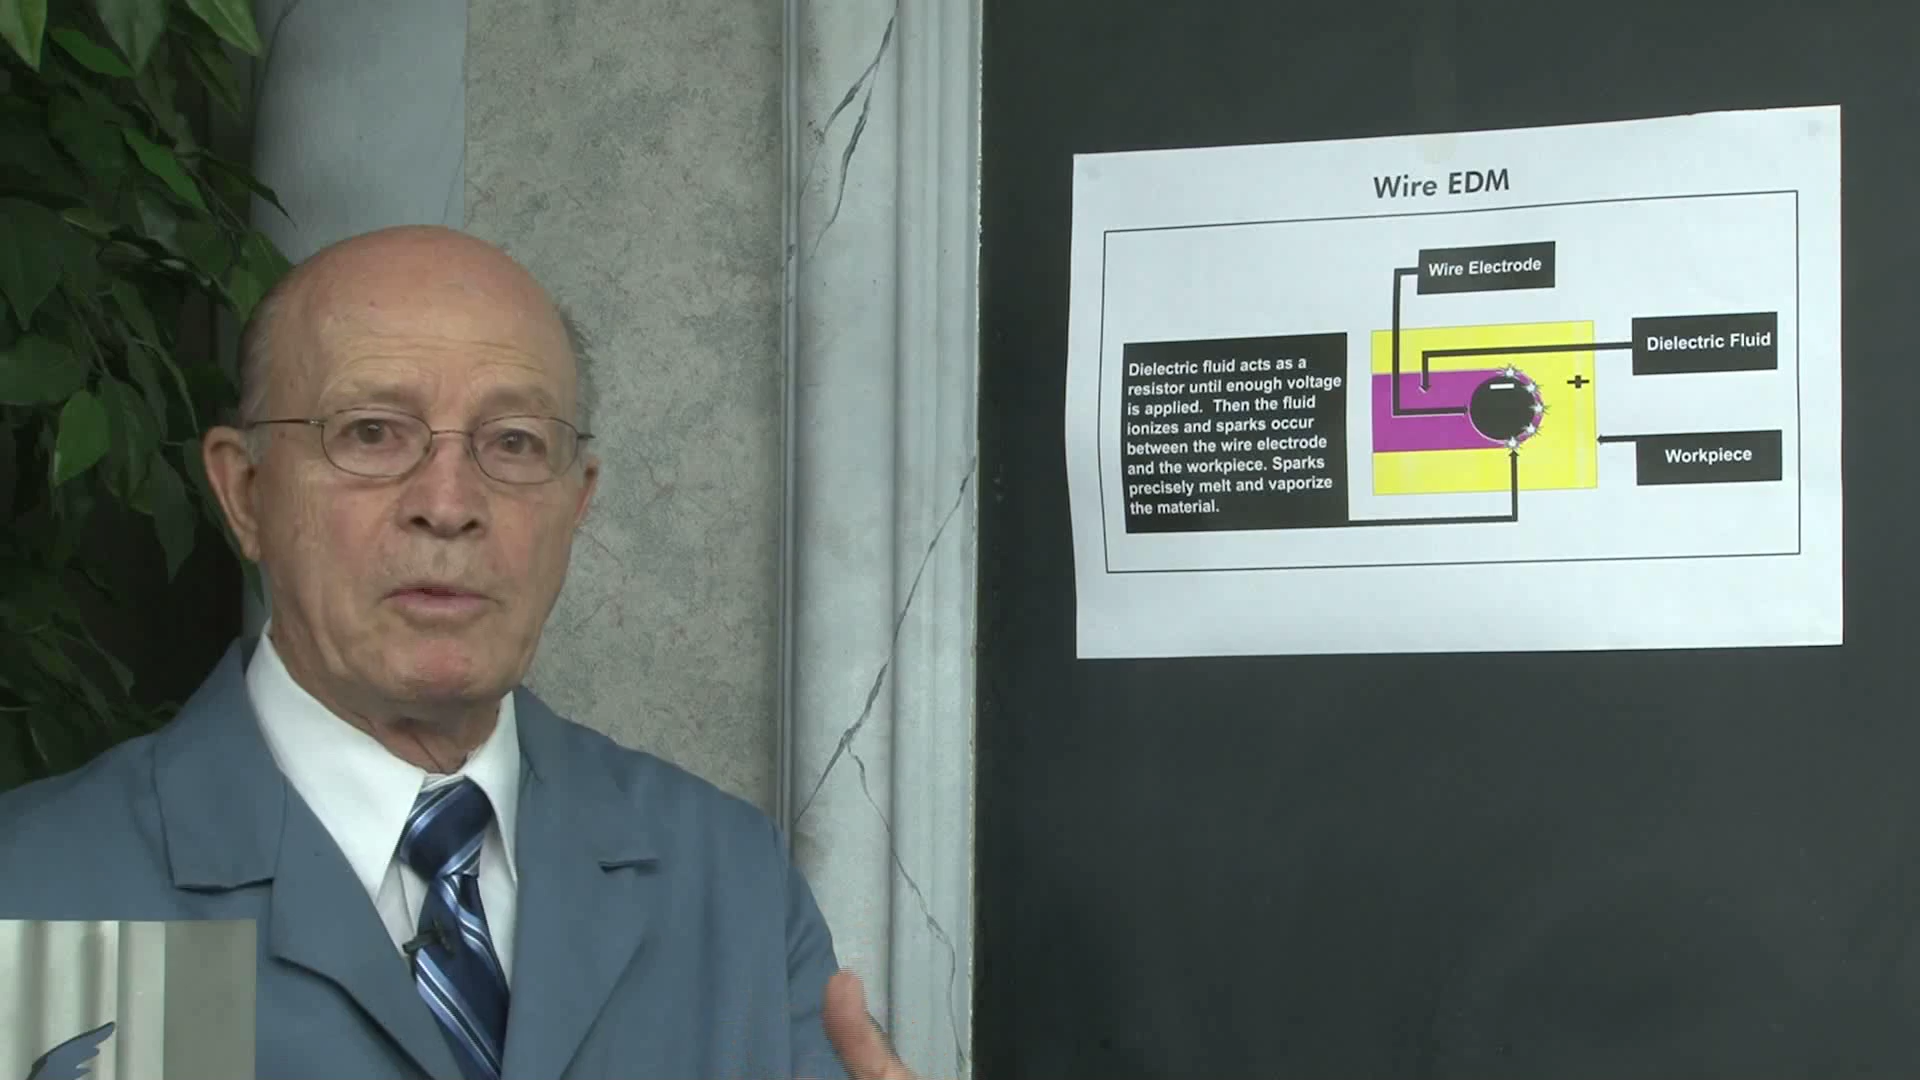 Wire EDM
Wire Electrode
Dielectric Fluid
Dielectric fluid acts as a
resistor until enough voltage
is applied. Then the fluid
ionizes and sparks occur
between the wire electrode
and the workpiece. Sparks
precisely melt and vaporize
the material.
+
Workpiece